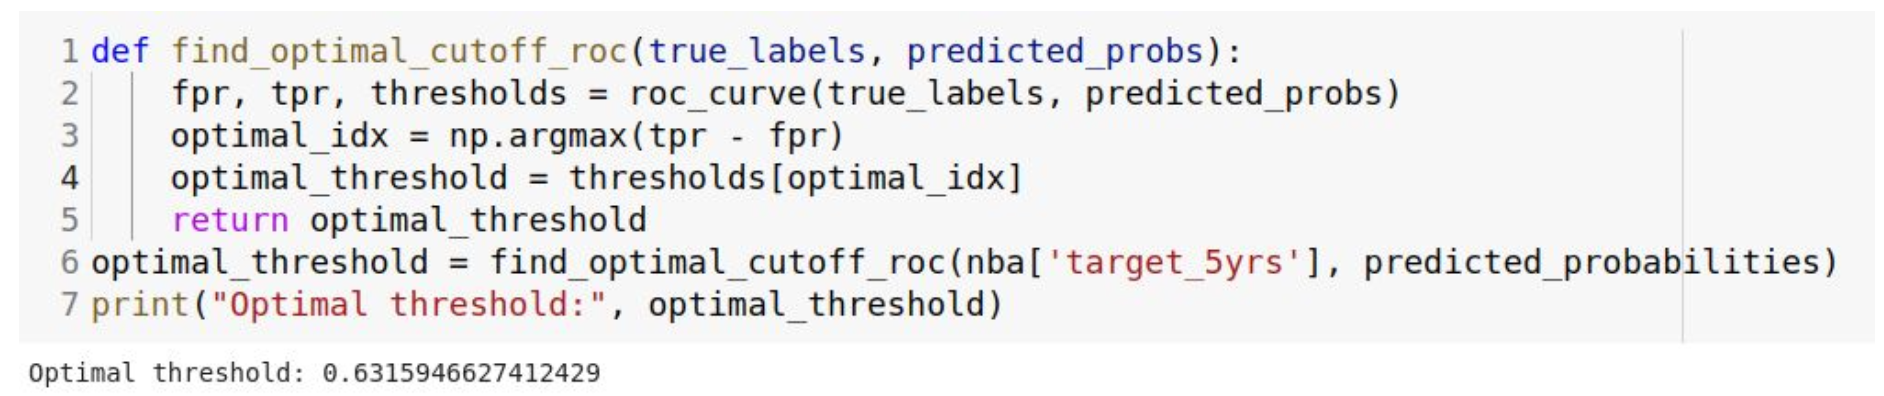 1 def find_optimal_cutoff_roc(true_labels, predicted_probs):
2     fpr, tpr, thresholds = roc_curve(true_labels, predicted_probs)
3     optimal_idx = np.argmax(tpr - fpr)
4     optimal_threshold = thresholds[optimal_idx]
5     return optimal_threshold
6 optimal_threshold = find_optimal_cutoff_roc(nba['target_5yrs'], predicted_probabilities)
7 print("Optimal threshold:", optimal_threshold)
Optimal threshold: 0.6315946627412429